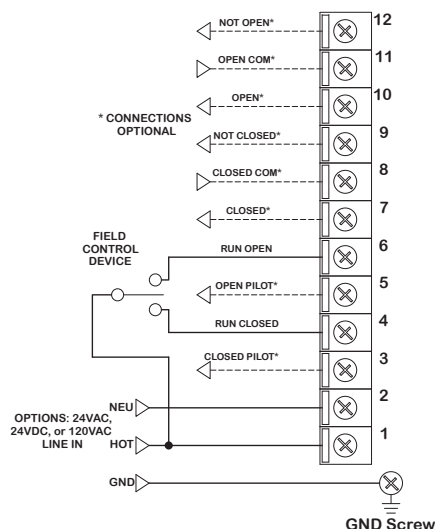 NOT OPEN*
12
OPEN COM*
11
OPEN*
10
* CONNECTIONS
OPTIONAL
NOT CLOSED*
9
CLOSED COM*
8
CLOSED*
7
FIELD
CONTROL
DEVICE
RUN OPEN
6
OPEN PILOT*
5
RUN CLOSED
4
CLOSED PILOT*
3
NEU
2
OPTIONS: 24VAC,
24VDC, or 120VAC
LINE IN
HOT
1
GND
GND Screw